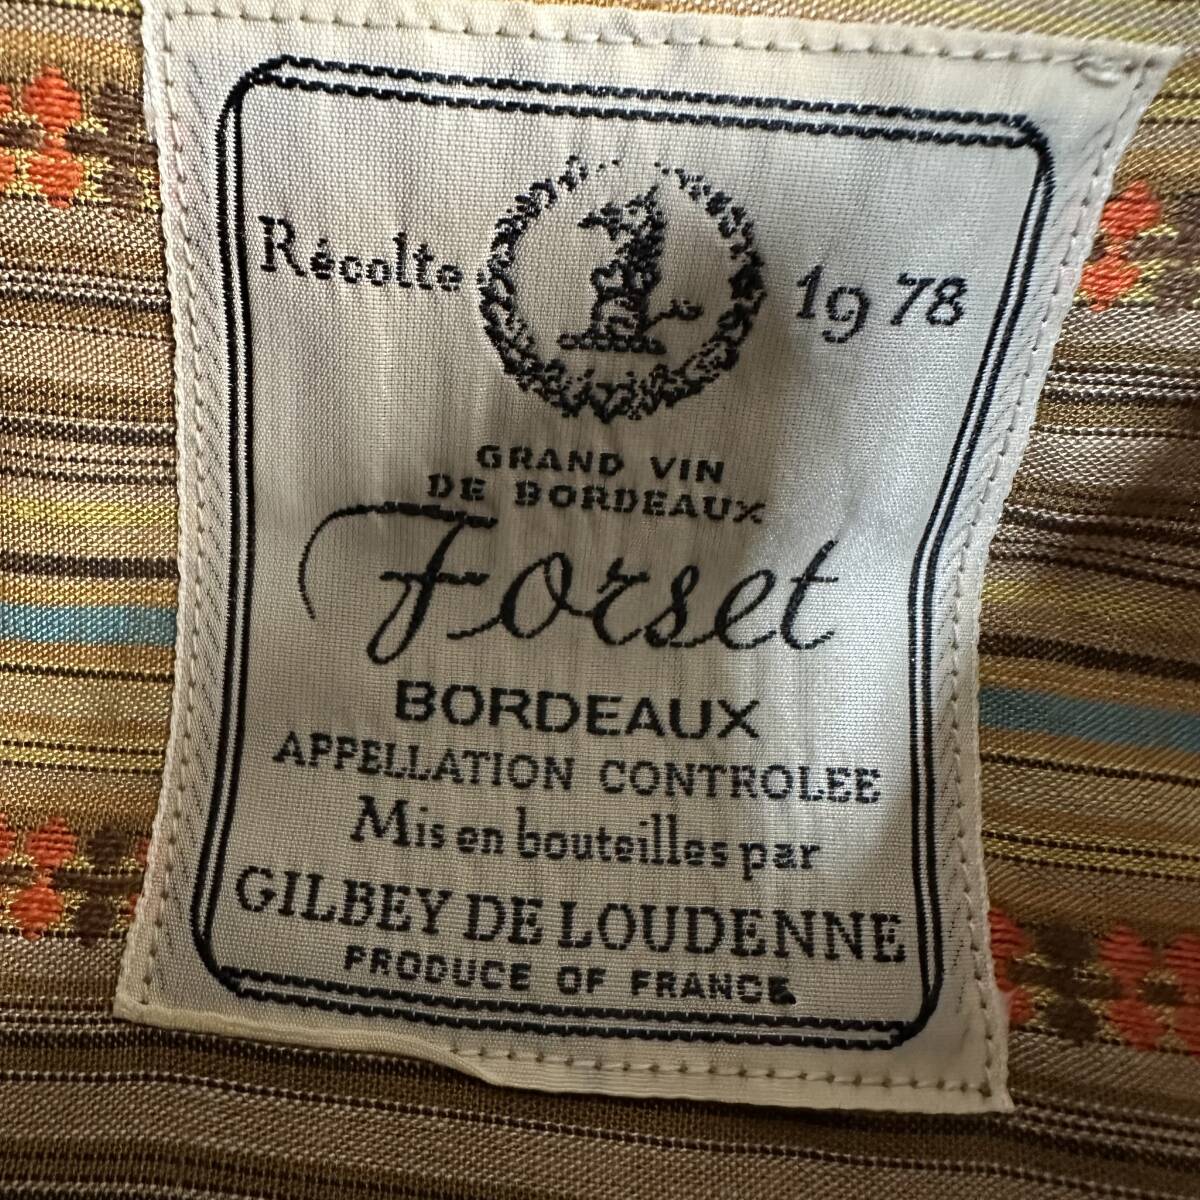 Récolte 1978
GRAND VIN
DE BORDEAUX
Forset
BORDEAUX
APPELLATION CONTROLEE
Mis en bouteilles par
GILBEY DE LOUDENNE
PRODUCE OF FRANCE